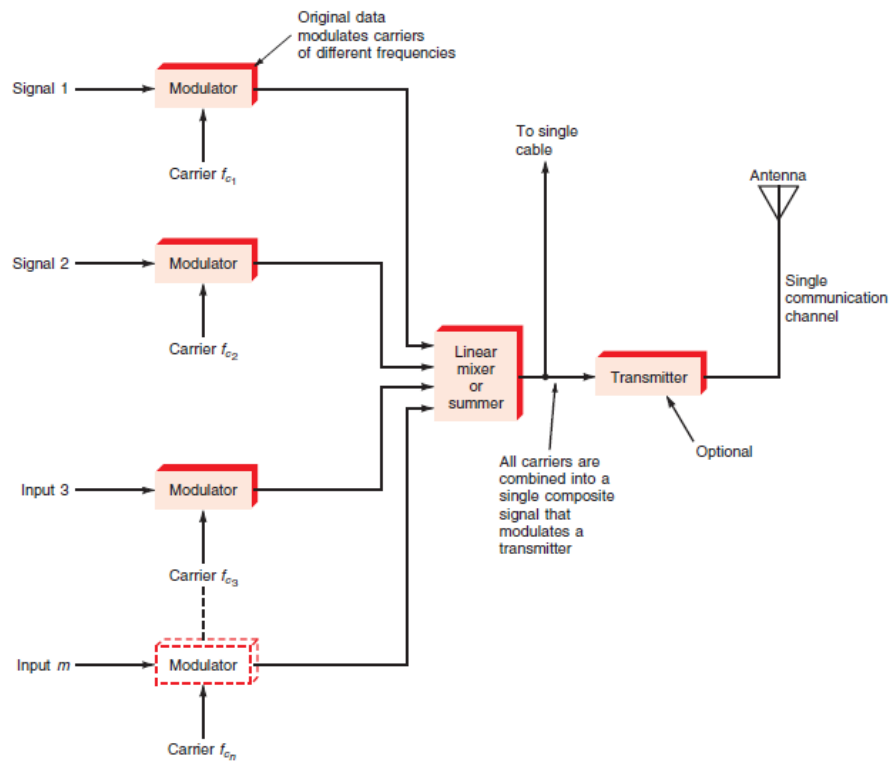 Original data
modulates carriers
of different frequencies
Signal 1
Modulator
Carrier fc1
To single
cable
Antenna
Signal 2
Modulator
Carrier fc2
Single
communication
channel
Linear
mixer
or
summer
Transmitter
Optional
All carriers are
combined into a
single composite
signal that
modulates a
transmitter
Input 3
Modulator
Carrier fc3
Input m
Modulator
Carrier fcn